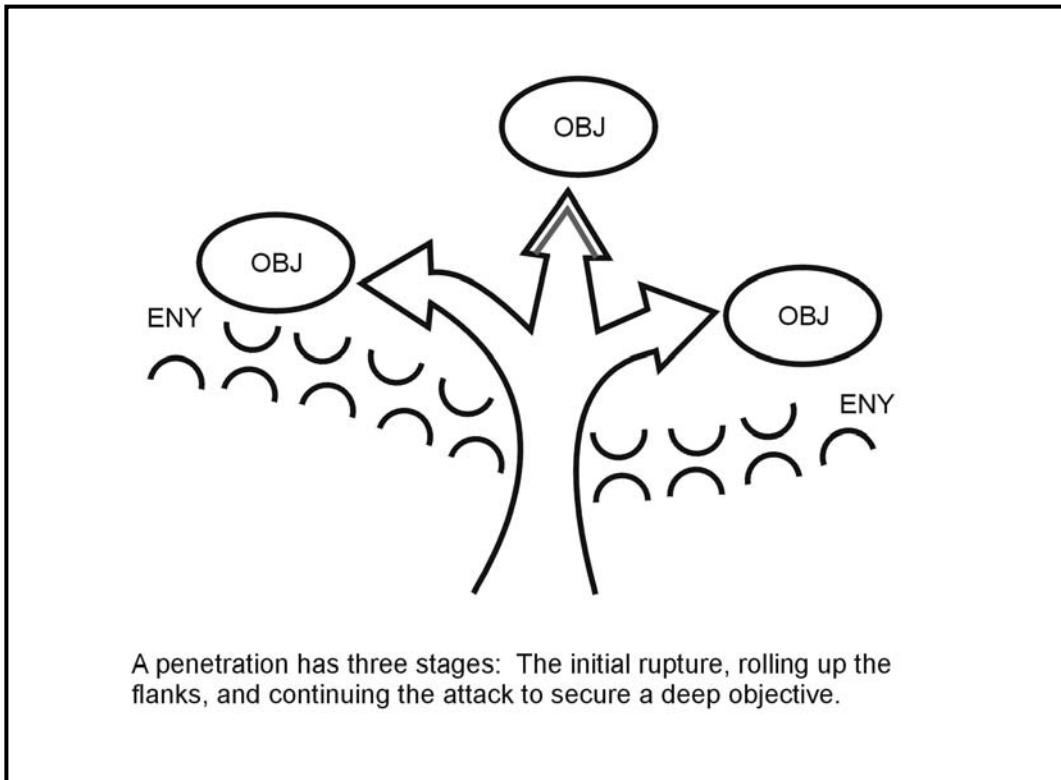 OBJ
OBJ
OBJ
ENY
ENY
A penetration has three stages:  The initial rupture, rolling up the
flanks, and continuing the attack to secure a deep objective.